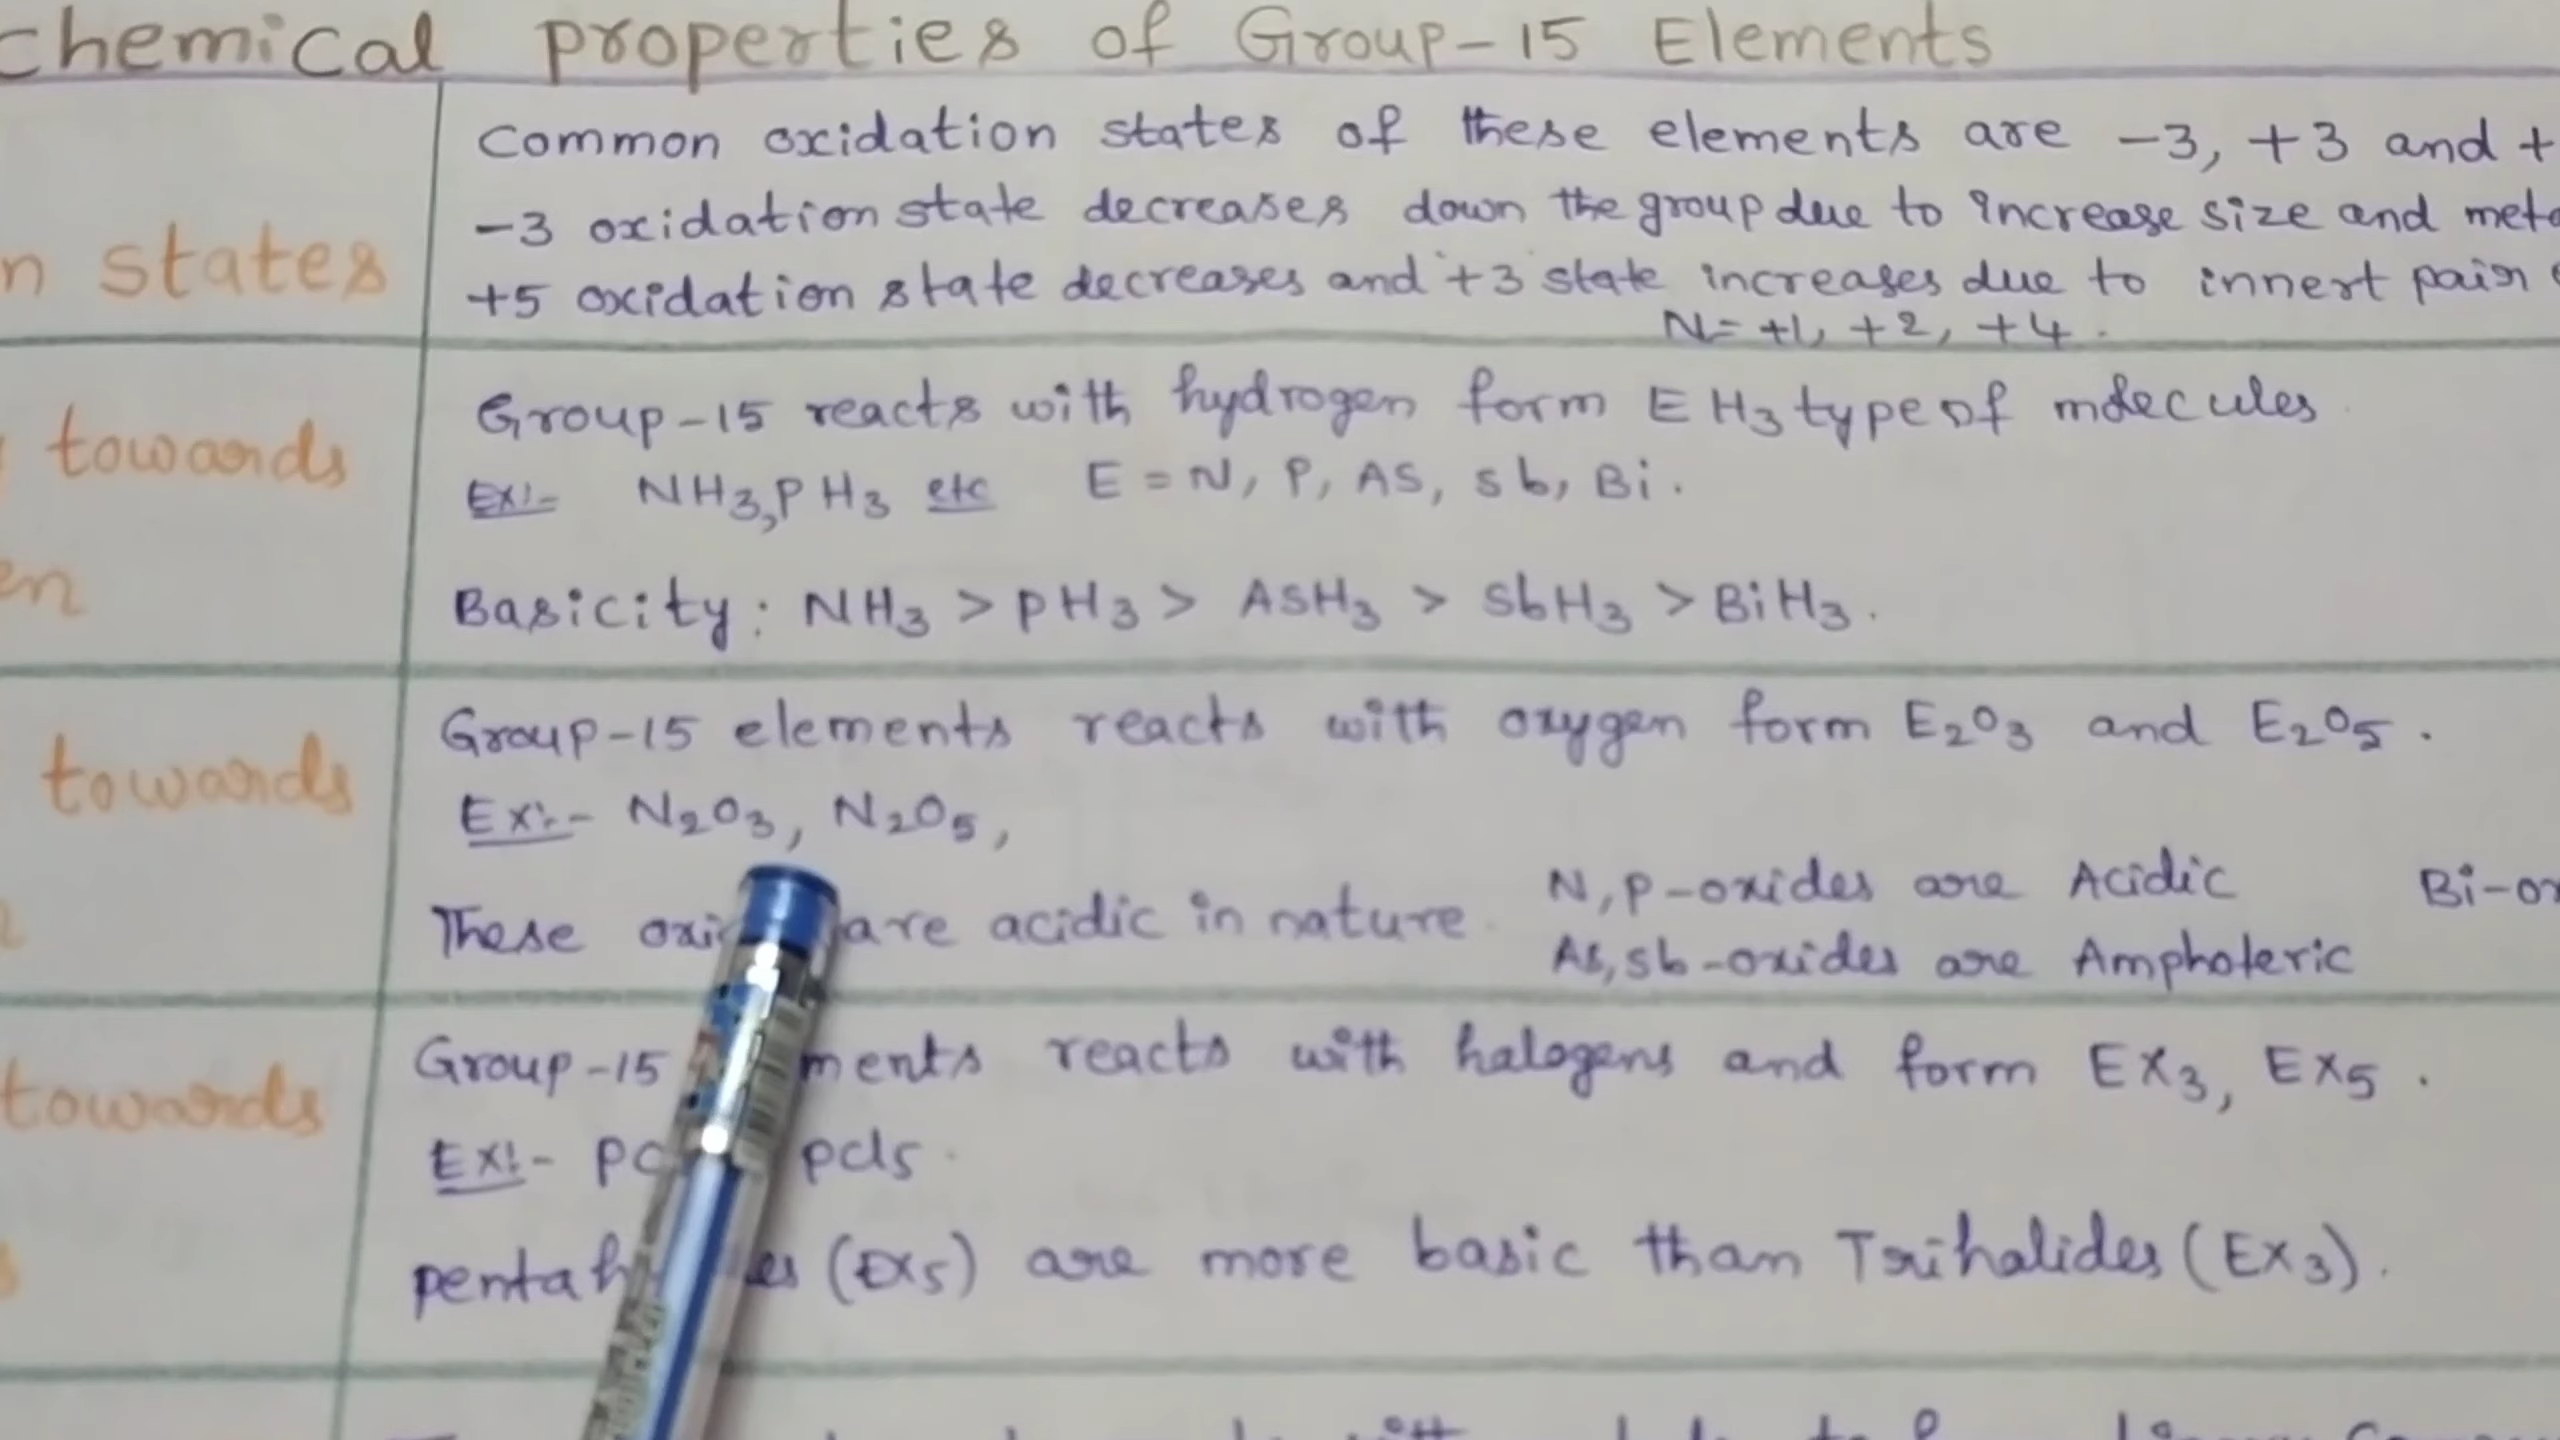 chemical properties of Group-15 Elements
n states
Common oxidation states of these elements are -3, +3 and +
-3 oxidation state decreases down the group due to increase size and meta
+5 oxidation state decreases and +3 state increases due to innert pair
N= +1, +2, +4.
towards
en
Group-15 reacts with hydrogen form EH3 type of molecules
Ex:- NH3, PH3 etc E = N, P, AS, sb, Bi.
Basicity: NH3 > PH3 > ASH3 > SbH3 > BiH3.
towards
Group-15 elements reacts with oxygen form E2O3 and E2O5.
Ex:- N2O3, N2O5,
These are acidic in nature
N, P-oxides are Acidic Bi-ox
As, sb-oxides are Amphoteric
towards
Group-15 ments reacts with halogens and form EX3, EX5.
Ex:- PC PCl5
s
pentah es (EX5) are more basic than Trihalides (EX3).